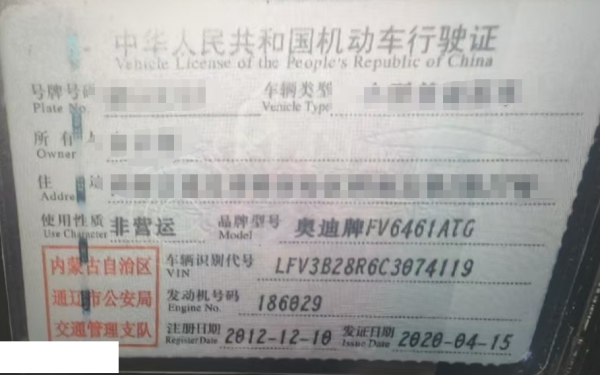 中华人民共和国机动车行驶证
Vehicle License of the People's Republic of China
号牌号码 车辆类型
Plate No. Vehicle Type
所有人
Owner
住 址
Address
使用性质 非营运 品牌型号 奥迪牌FV6461ATG
Use Character Model
内蒙古自治区
通辽市公安局
交通管理支队
车辆识别代号 LFV3B28R6C3074119
VIN
发动机号码 186029
Engine No.
注册日期 2012-12-10 发证日期 2020-04-15
Register Date Issue Date